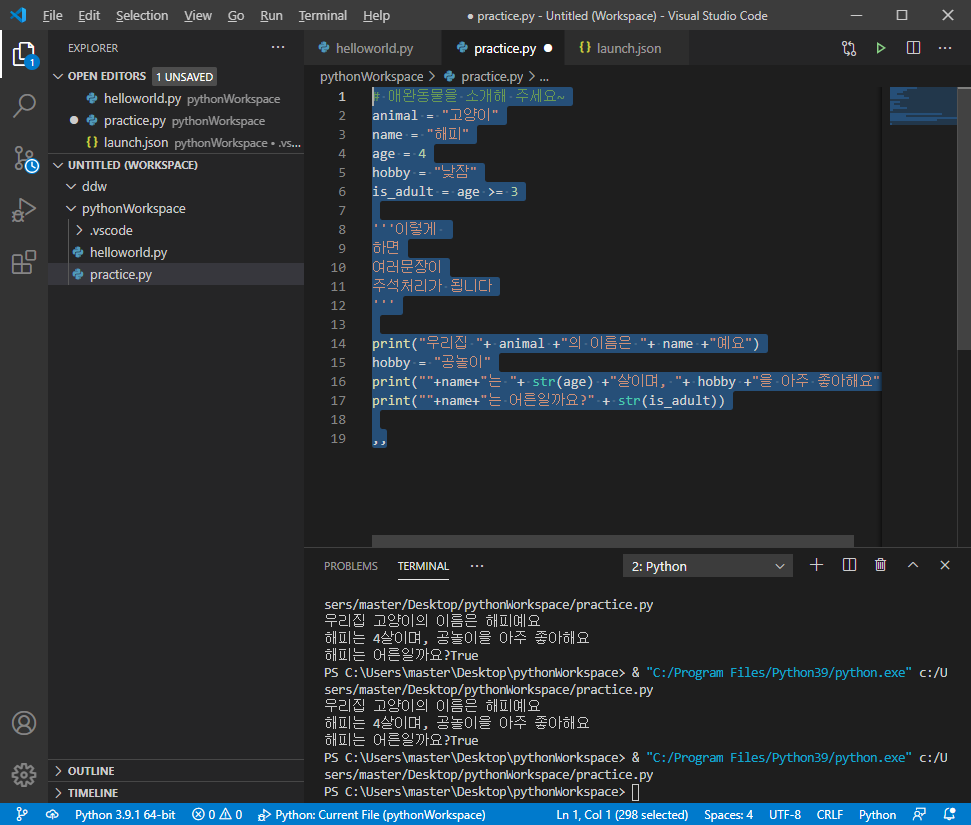 File Edit Selection View Go Run Terminal Help
● practice.py - Untitled (Workspace) - Visual Studio Code
EXPLORER
OPEN EDITORS 1 UNSAVED
helloworld.py pythonWorkspace
● practice.py pythonWorkspace
{} launch.json pythonWorkspace • .vs...
UNTITLED (WORKSPACE)
ddw
pythonWorkspace
.vscode
helloworld.py
practice.py
OUTLINE
TIMELINE
1
helloworld.py practice.py ● {} launch.json
pythonWorkspace > practice.py > ...
1 # 애완동물을 소개해 주세요~
2 animal = "고양이"
3 name = "해피"
4 age = 4
5 hobby = "낮잠"
6 is_adult = age >= 3
7
8 '''이렇게
9 하면
10 여러문장이
11 주석처리가 됩니다
12 '''
13
14 print("우리집 "+ animal +"의 이름은 "+ name +"예요")
15 hobby = "공놀이"
16 print(""+name+"는 "+ str(age) +"살이며, "+ hobby +"을 아주 좋아해요"
17 print(""+name+"는 어른일까요?" + str(is_adult))
18
19 ,,
PROBLEMS TERMINAL ... 2: Python
sers/master/Desktop/pythonWorkspace/practice.py
우리집 고양이의 이름은 해피예요
해피는 4살이며, 공놀이을 아주 좋아해요
해피는 어른일까요?True
PS C:\Users\master\Desktop\pythonWorkspace> & "C:/Program Files/Python39/python.exe" c:/U
sers/master/Desktop/pythonWorkspace/practice.py
우리집 고양이의 이름은 해피예요
해피는 4살이며, 공놀이을 아주 좋아해요
해피는 어른일까요?True
PS C:\Users\master\Desktop\pythonWorkspace> & "C:/Program Files/Python39/python.exe" c:/U
sers/master/Desktop/pythonWorkspace/practice.py
PS C:\Users\master\Desktop\pythonWorkspace>
Python 3.9.1 64-bit 0 0 Python: Current File (pythonWorkspace) Ln 1, Col 1 (298 selected) Spaces: 4 UTF-8 CRLF Python